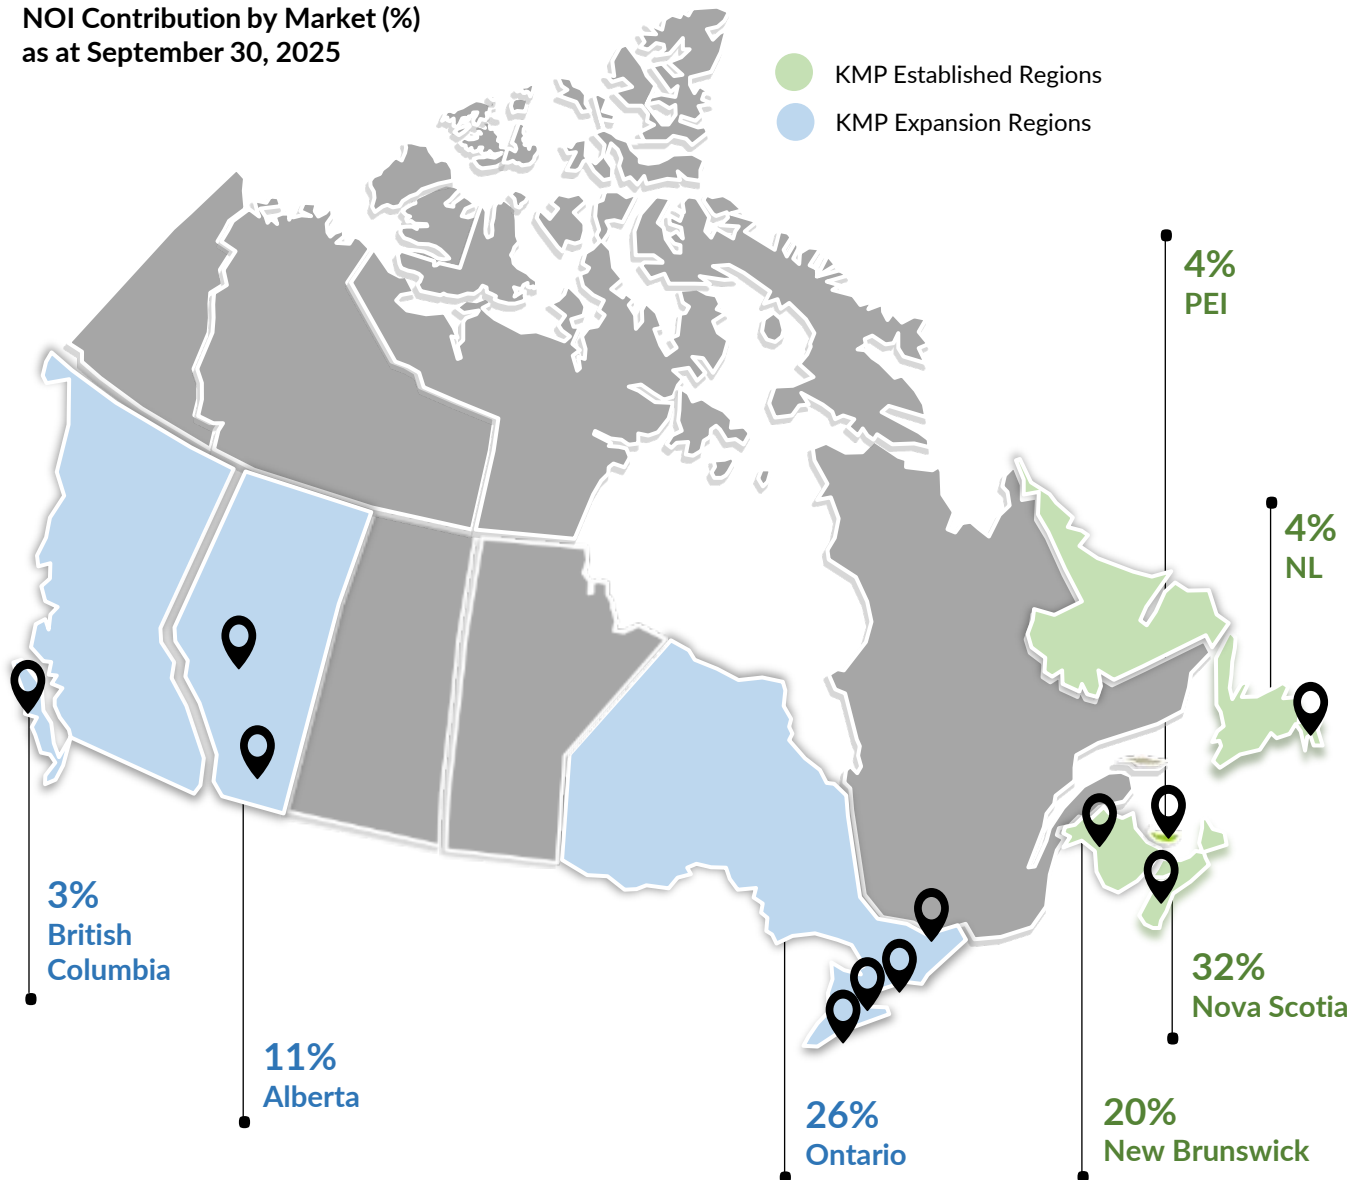 NOI Contribution by Market (%)
as at September 30, 2025
KMP Established Regions
KMP Expansion Regions
4%
PEI
4%
NL
3%
British
Columbia
11%
Alberta
26%
Ontario
20%
New Brunswick
32%
Nova Scotia